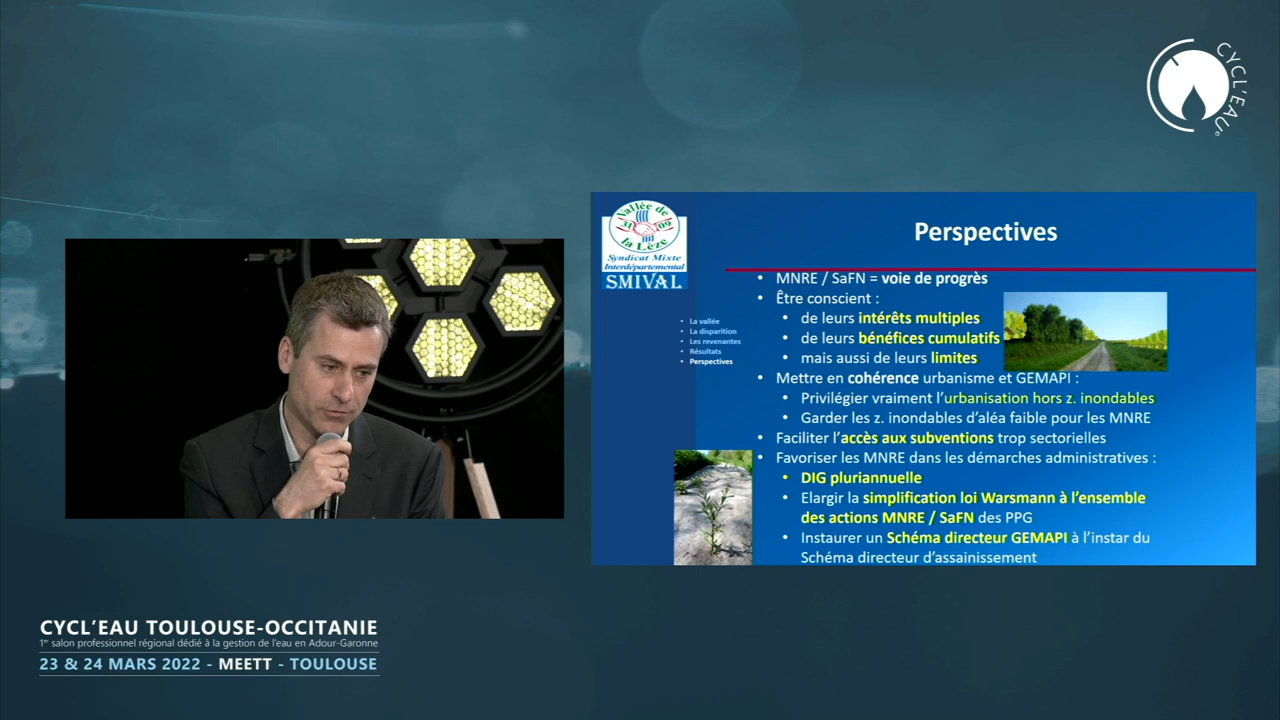 CYCL'EAU
Vallée de
31 09
la Lèze
Syndicat Mixte
Interdépartemental
SMIVAL
Perspectives
• La vallée
• La disparition
• Les revenantes
• Résultats
• Perspectives
• MNRE / SaFN = voie de progrès
• Être conscient :
• de leurs intérêts multiples
• de leurs bénéfices cumulatifs
• mais aussi de leurs limites
• Mettre en cohérence urbanisme et GEMAPI :
• Privilégier vraiment l'urbanisation hors z. inondables
• Garder les z. inondables d'aléa faible pour les MNRE
• Faciliter l'accès aux subventions trop sectorielles
• Favoriser les MNRE dans les démarches administratives :
• DIG pluriannuelle
• Elargir la simplification loi Warsmann à l'ensemble
des actions MNRE / SaFN des PPG
• Instaurer un Schéma directeur GEMAPI à l'instar du
Schéma directeur d'assainissement
CYCL'EAU TOULOUSE-OCCITANIE
1er salon professionnel régional dédié à la gestion de l'eau en Adour-Garonne
23 & 24 MARS 2022 - MEETT - TOULOUSE